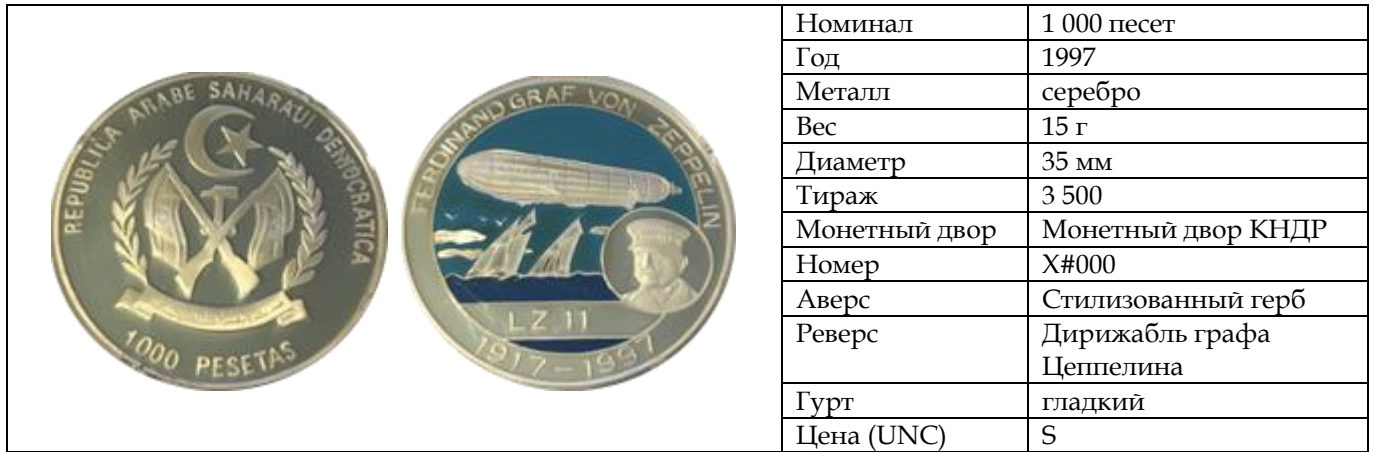 REPUBLICA ARABE SAHARAUI DEMOCRATICA
1000 PESETAS
FERDINAND GRAF VON ZEPPELIN
LZ 11
1917-1997
Номинал 1 000 песет
Год 1997
Металл серебро
Вес 15 г
Диаметр 35 мм
Тираж 3 500
Монетный двор Монетный двор КНДР
Номер X#000
Аверс Стилизованный герб
Реверс Дирижабль графа
Цеппелина
Гурт гладкий
Цена (UNC) S